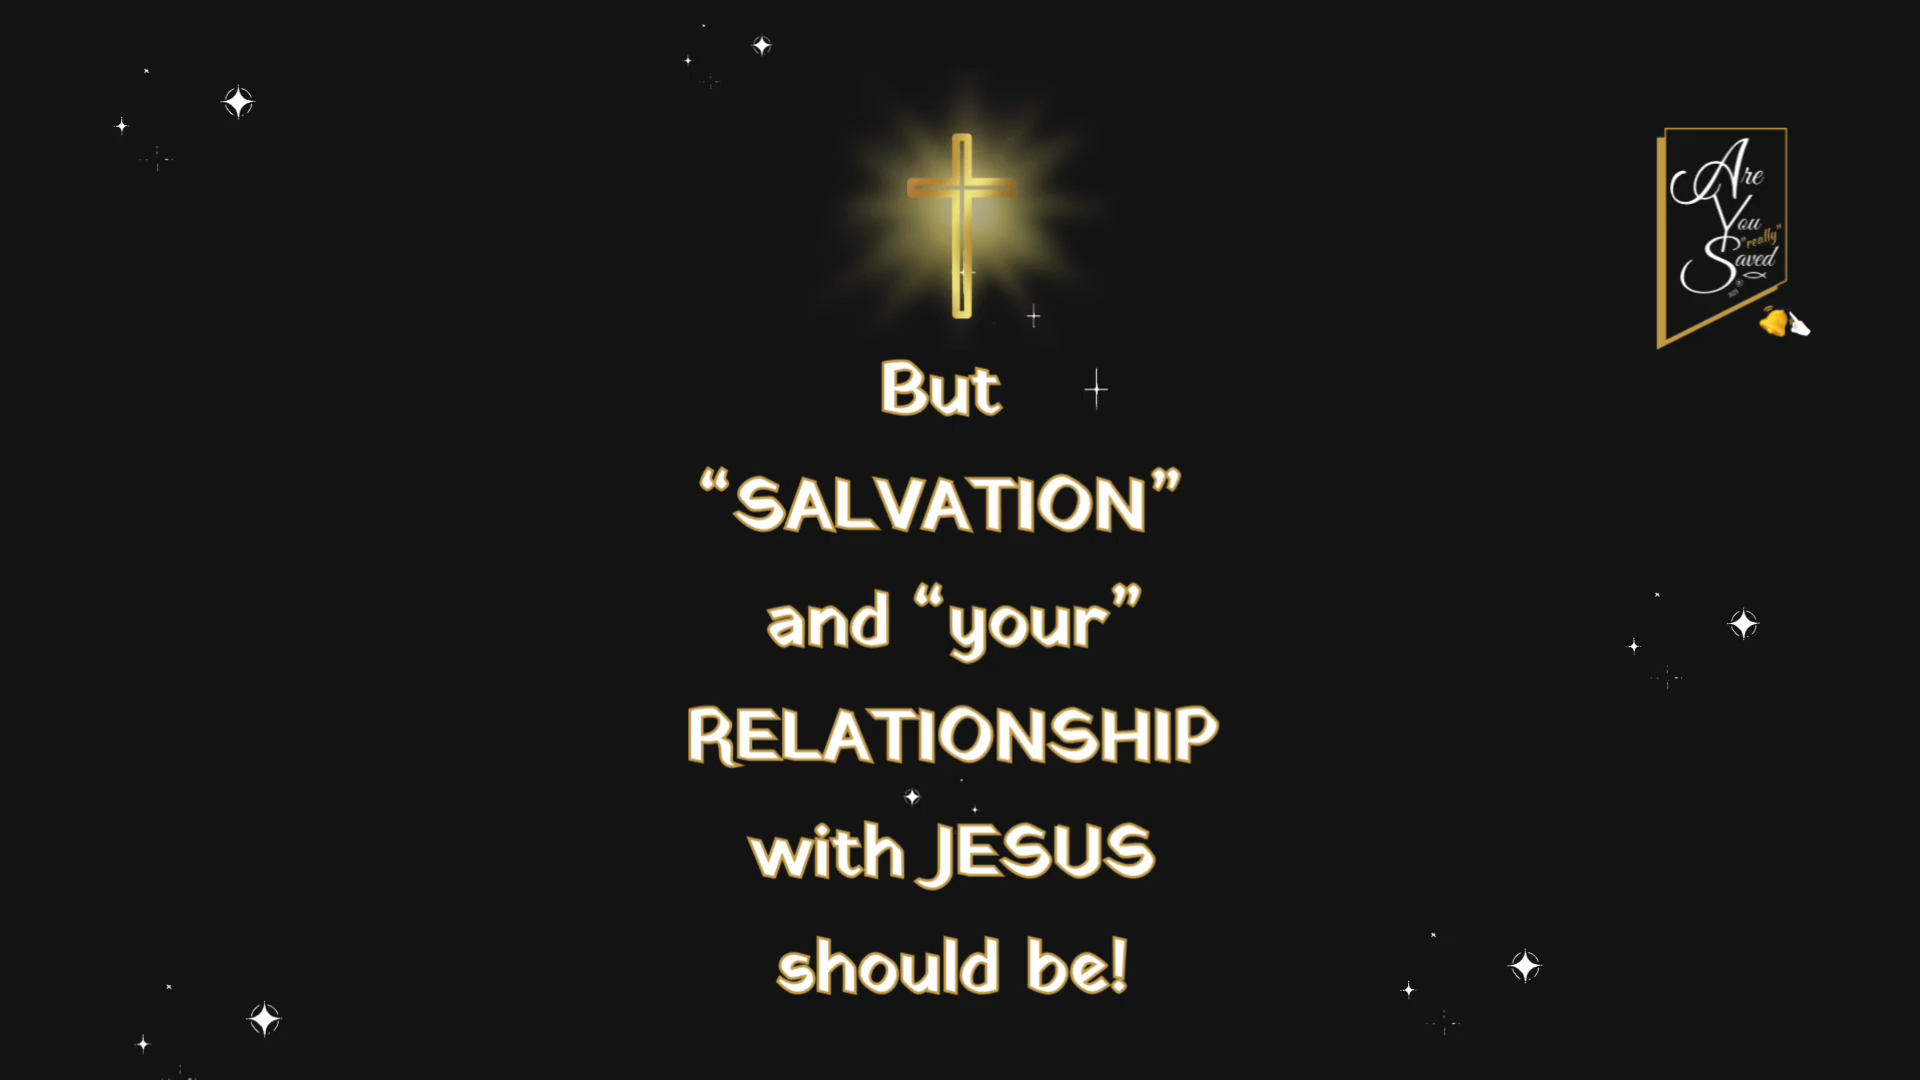 But
“SALVATION”
and “your”
RELATIONSHIP
with JESUS
should be!
Are
You
"really"
Saved